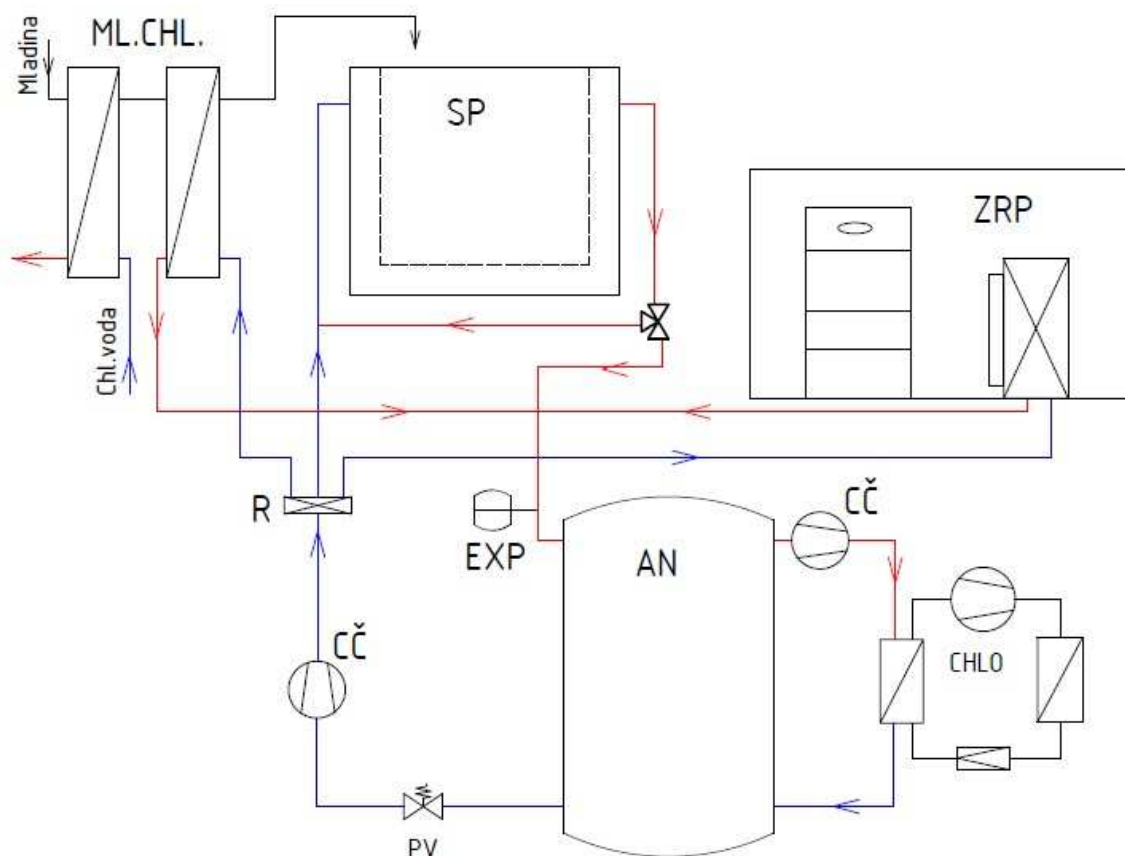 Mladina
ML.CHL.
SP
ZRP
Chl.voda
R
EXP
AN
CČ
CČ
CHLO
PV